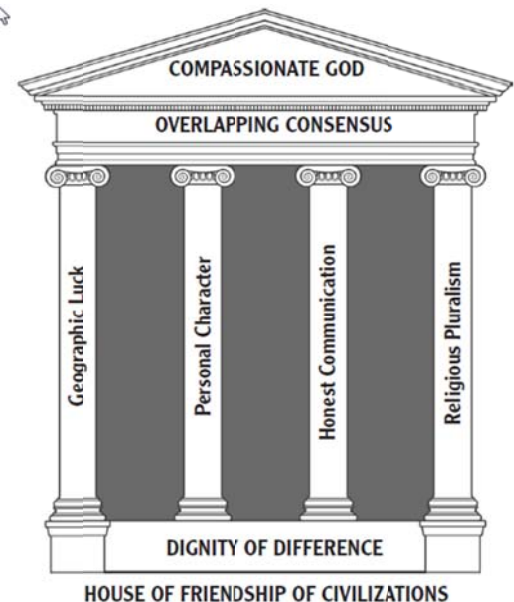 COMPASSIONATE GOD
OVERLAPPING CONSENSUS
Geographic Luck
Personal Character
Honest Communication
Religious Pluralism
DIGNITY OF DIFFERENCE
HOUSE OF FRIENDSHIP OF CIVILIZATIONS